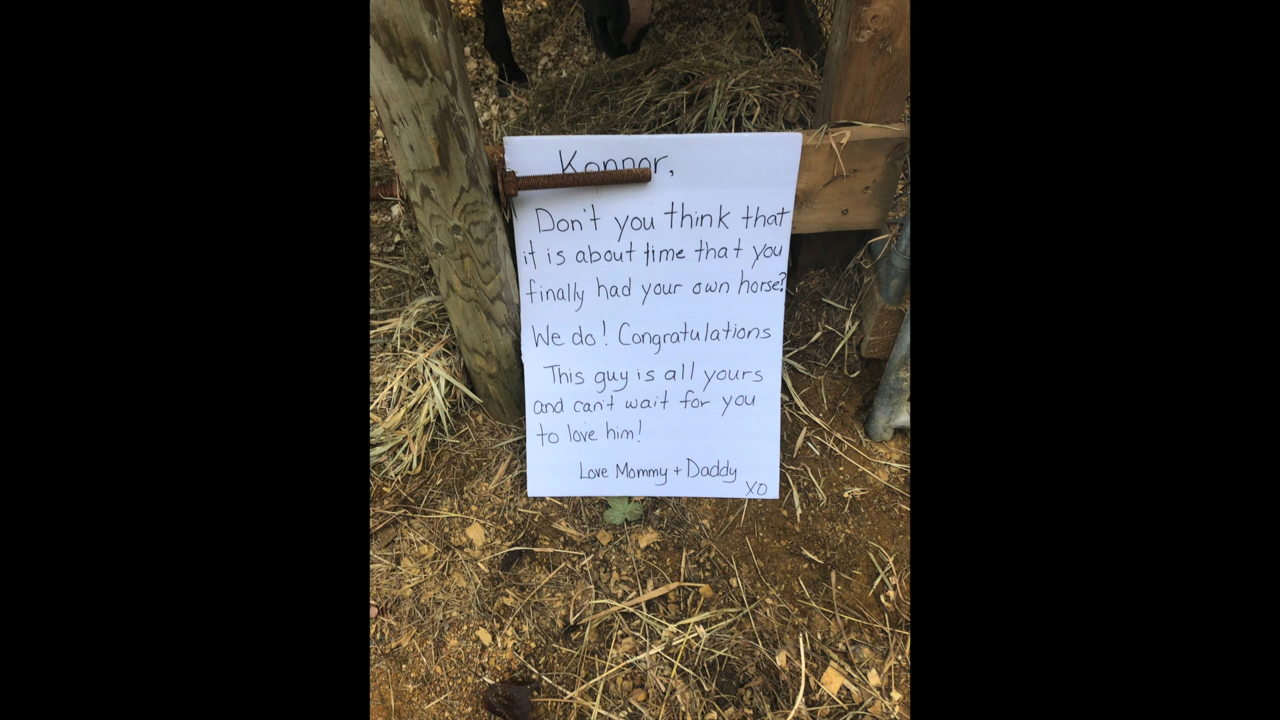 Konnor,
Don't you think that
it is about time that you
finally had your own horse?
We do! Congratulations
This guy is all yours
and can't wait for you
to love him!
Love Mommy + Daddy
XO